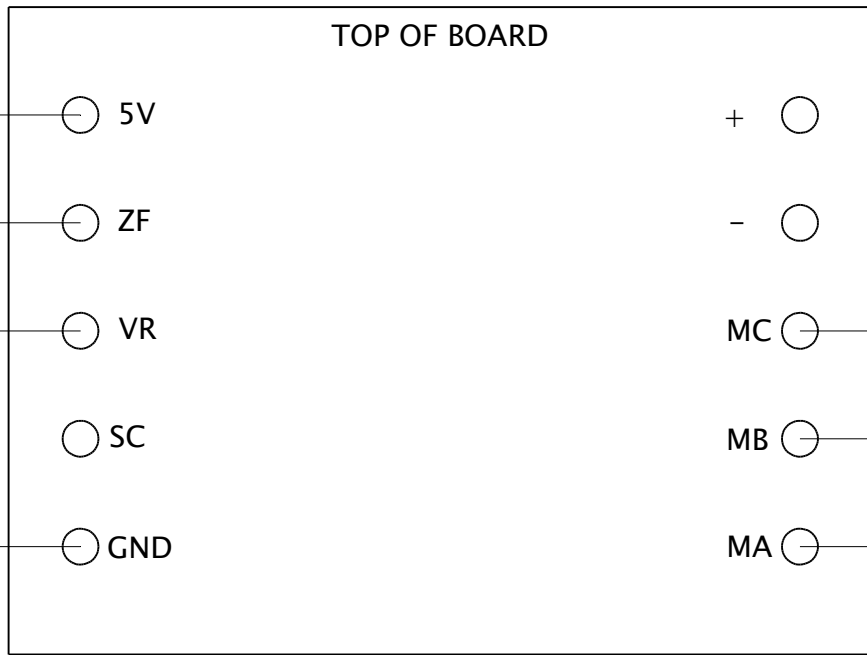 TOP OF BOARD
5V
+
ZF
-
VR
MC
SC
MB
GND
MA